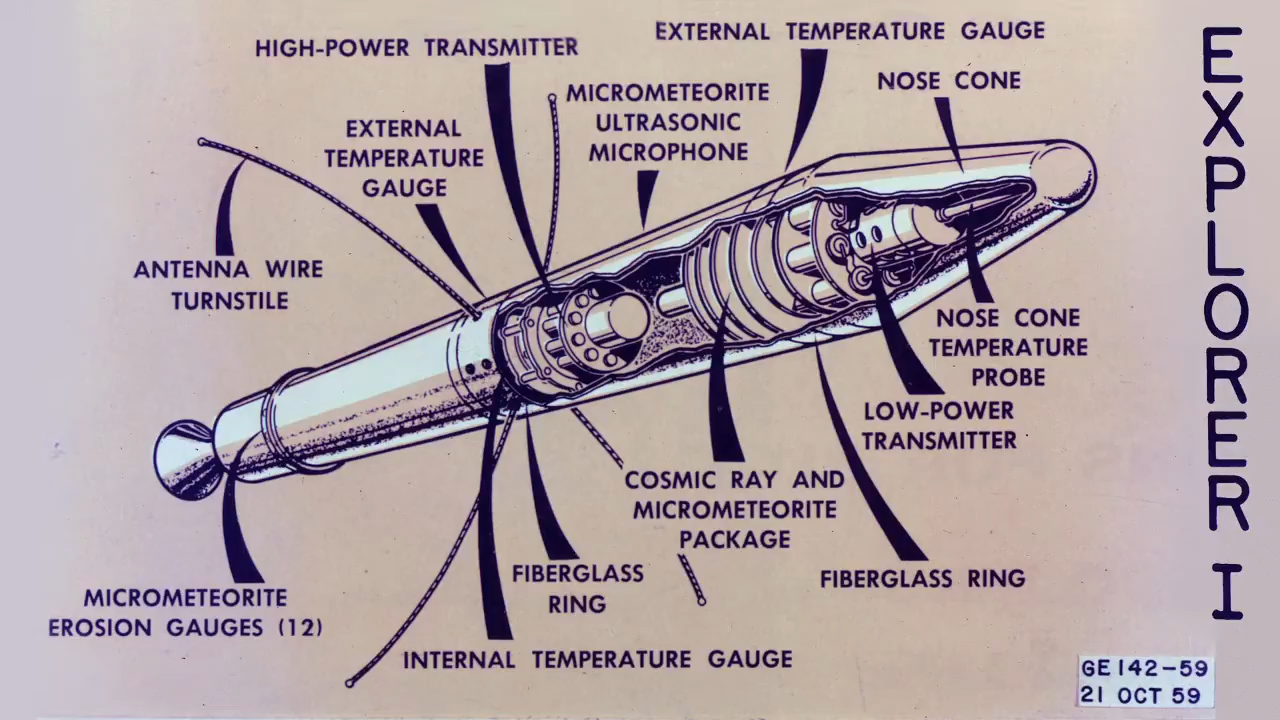 HIGH-POWER TRANSMITTER
EXTERNAL TEMPERATURE GAUGE
NOSE CONE
MICROMETEORITE
ULTRASONIC
MICROPHONE
EXTERNAL
TEMPERATURE
GAUGE
ANTENNA WIRE
TURNSTILE
NOSE CONE
TEMPERATURE
PROBE
LOW-POWER
TRANSMITTER
COSMIC RAY AND
MICROMETEORITE
PACKAGE
FIBERGLASS
RING
FIBERGLASS RING
MICROMETEORITE
EROSION GAUGES (12)
INTERNAL TEMPERATURE GAUGE
EXPLORER I
GE 142-59
21 OCT 59